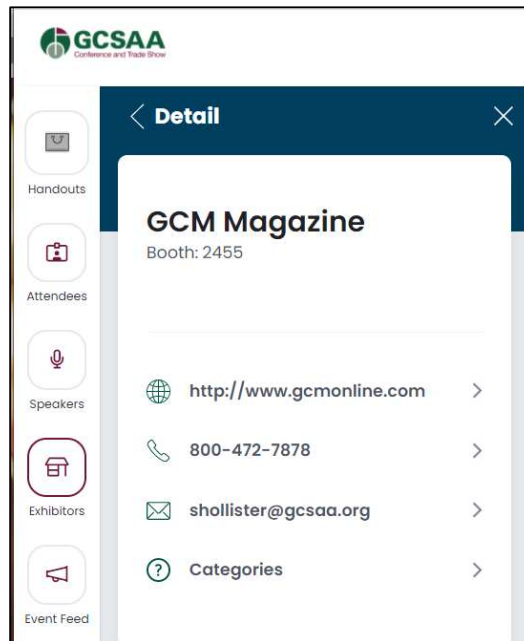 GCSAA
Conference and Trade Show
Handouts
Attendees
Speakers
Exhibitors
Event Feed
Detail
GCM Magazine
Booth: 2455
http://www.gcmonline.com
800-472-7878
shollister@gcsaa.org
Categories